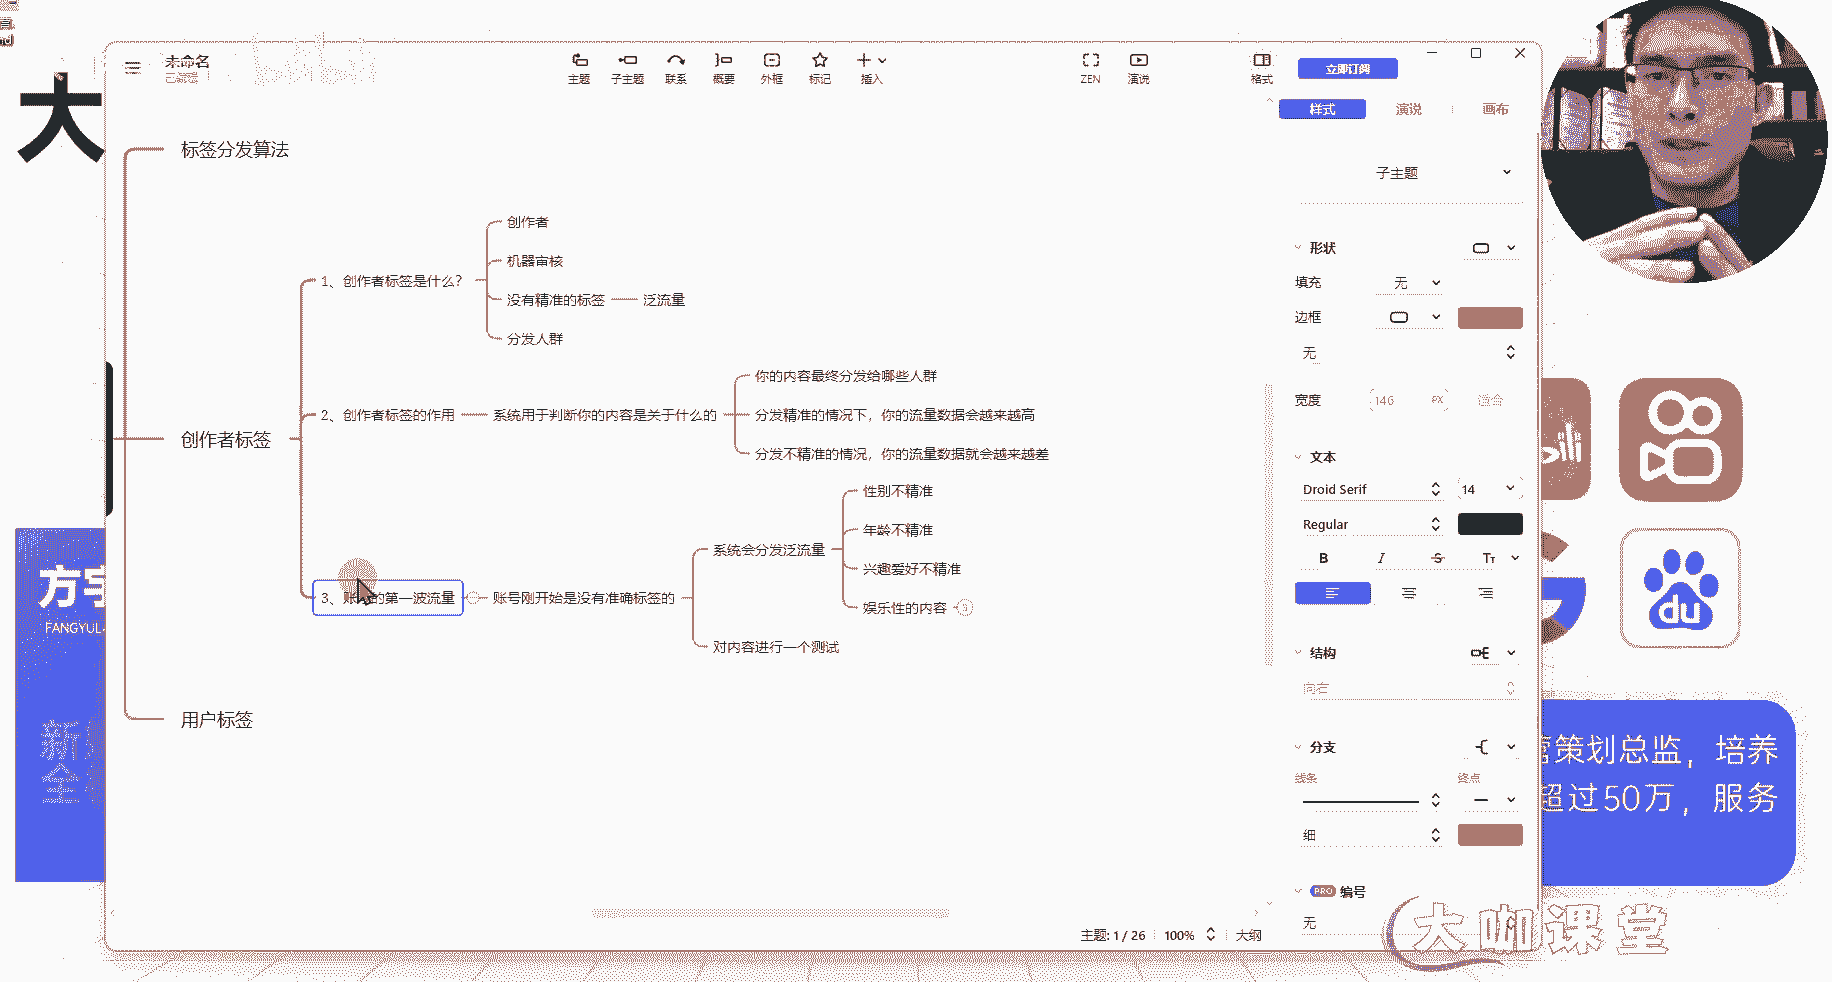 大
未命名
主题 子主题 联系 概要 外框 标记 插入
ZEN 演说 格式 立即订阅
样式 演说 画布
标签分发算法
创作者标签
用户标签
1、创作者标签是什么?
创作者
机器审核
没有精准的标签 泛流量
分发人群
2、创作者标签的作用 系统用于判断你的内容是关于什么的
你的内容最终分发给哪些人群
分发精准的情况下，你的流量数据会越来越高
分发不精准的情况，你的流量数据就会越来越差
3、账 的第一波流量 账号刚开始是没有准确标签的
系统会分发泛流量
性别不精准
年龄不精准
兴趣爱好不精准
娱乐性的内容 5
对内容进行一个测试
子主题
形状
填充 无
边框
无
宽度 146 PX 适合
文本
Droid Serif 14
Regular
B I S Tт
结构
向右
分支
线条 终点
细
PRO 编号
无
主题: 1 / 26 100% 大纲
方宇
FANGYU
新
全
ili
du
营策划总监，培养
超过50万，服务
大咖课堂